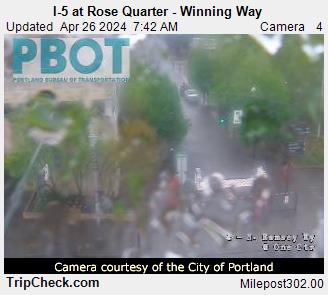 I-5 at Rose Quarter - Winning Way
Updated Apr 26 2024 7:42 AM Camera 4
PBOT
PORTLAND BUREAU OF TRANSPORTATION
Camera courtesy of the City of Portland
TripCheck.com Milepost302.00